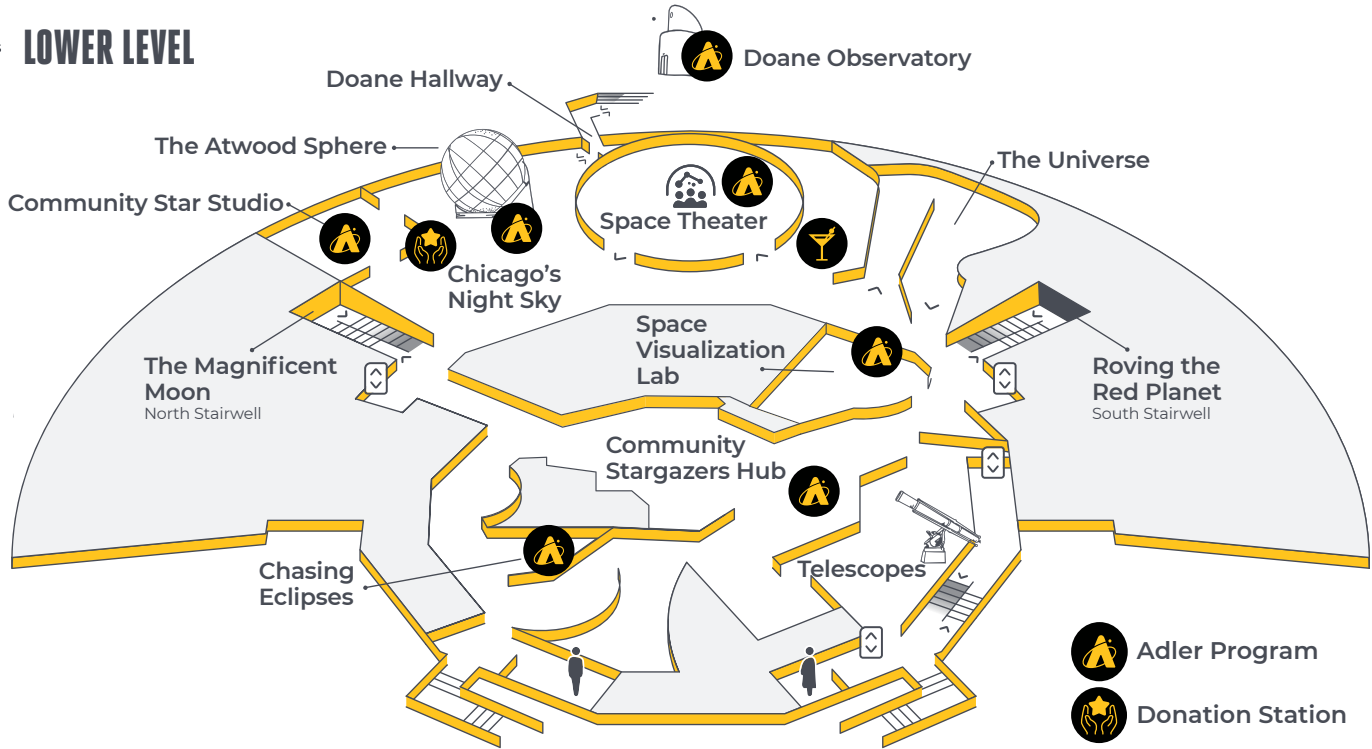 LOWER LEVEL
Doane Observatory
Doane Hallway
The Atwood Sphere
The Universe
Community Star Studio
Space Theater
Chicago’s
Night Sky
Space
Visualization
Lab
The Magnificent
Moon
North Stairwell
Roving the
Red Planet
South Stairwell
Community
Stargazers Hub
Chasing
Eclipses
Telescopes
Adler Program
Donation Station